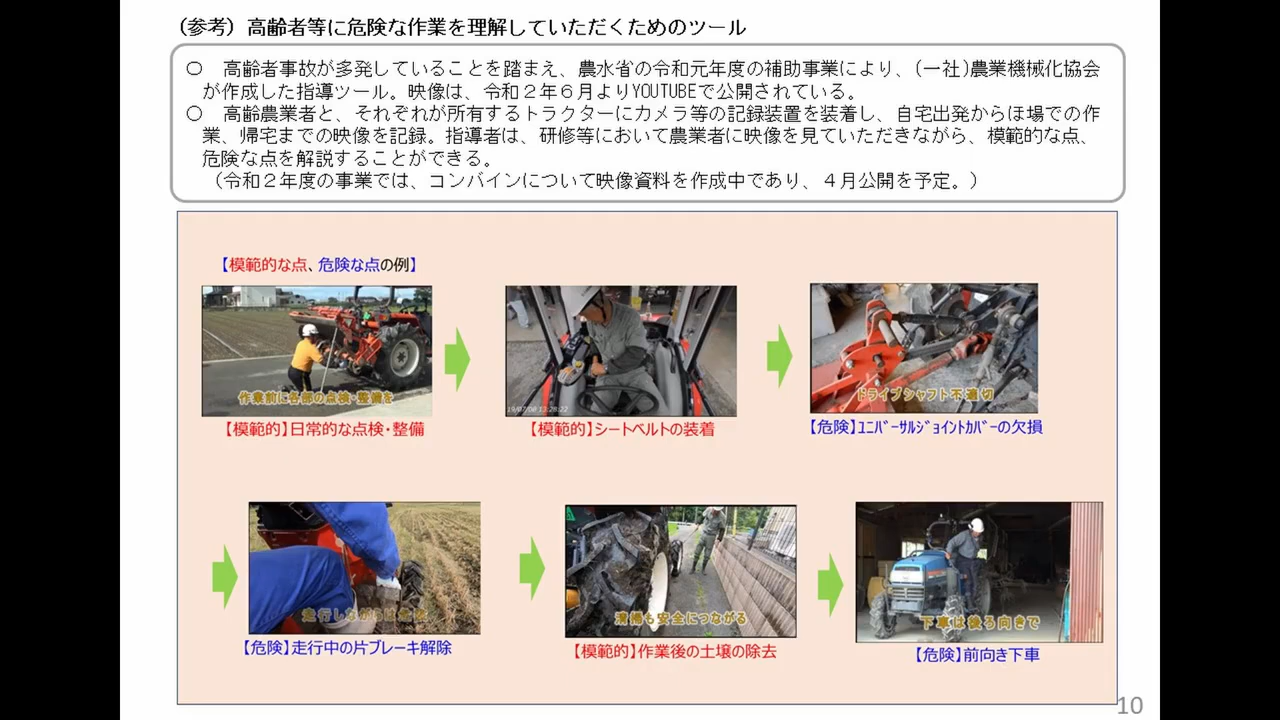 （参考）高齢者等に危険な作業を理解していただくためのツール
○　高齢者事故が多発していることを踏まえ、農水省の令和元年度の補助事業により、（一社）農業機械化協会
が作成した指導ツール。映像は、令和２年６月よりYOUTUBEで公開されている。
○　高齢農業者と、それぞれが所有するトラクターにカメラ等の記録装置を装着し、自宅出発からほ場での作
業、帰宅までの映像を記録。指導者は、研修等において農業者に映像を見ていただきながら、模範的な点、
危険な点を解説することができる。
（令和２年度の事業では、コンバインについて映像資料を作成中であり、４月公開を予定。）
【模範的な点、危険な点の例】
作業前に各部の点検・整備を
19/07/08 13:28:22
ドライブシャフト不適切
【模範的】日常的な点検・整備
【模範的】シートベルトの装着
【危険】ﾕﾆﾊﾞｰｻﾙｼﾞｮｲﾝﾄｶﾊﾞｰの欠損
走行しながらは危険
清掃も安全につながる
下車は後ろ向きで
【危険】走行中の片ブレーキ解除
【模範的】作業後の土壌の除去
【危険】前向き下車
10